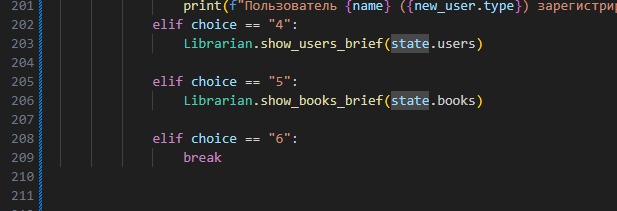 201 print(f"Пользователь {name} ({new_user.type}) зарегистрир
202 elif choice == "4":
203 Librarian.show_users_brief(state.users)
204
205 elif choice == "5":
206 Librarian.show_books_brief(state.books)
207
208 elif choice == "6":
209 break
210
211